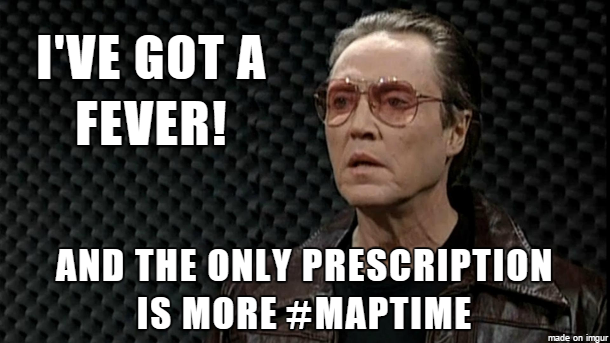 I'VE GOT A
FEVER!
AND THE ONLY PRESCRIPTION
IS MORE #MAPTIME
made on imgur